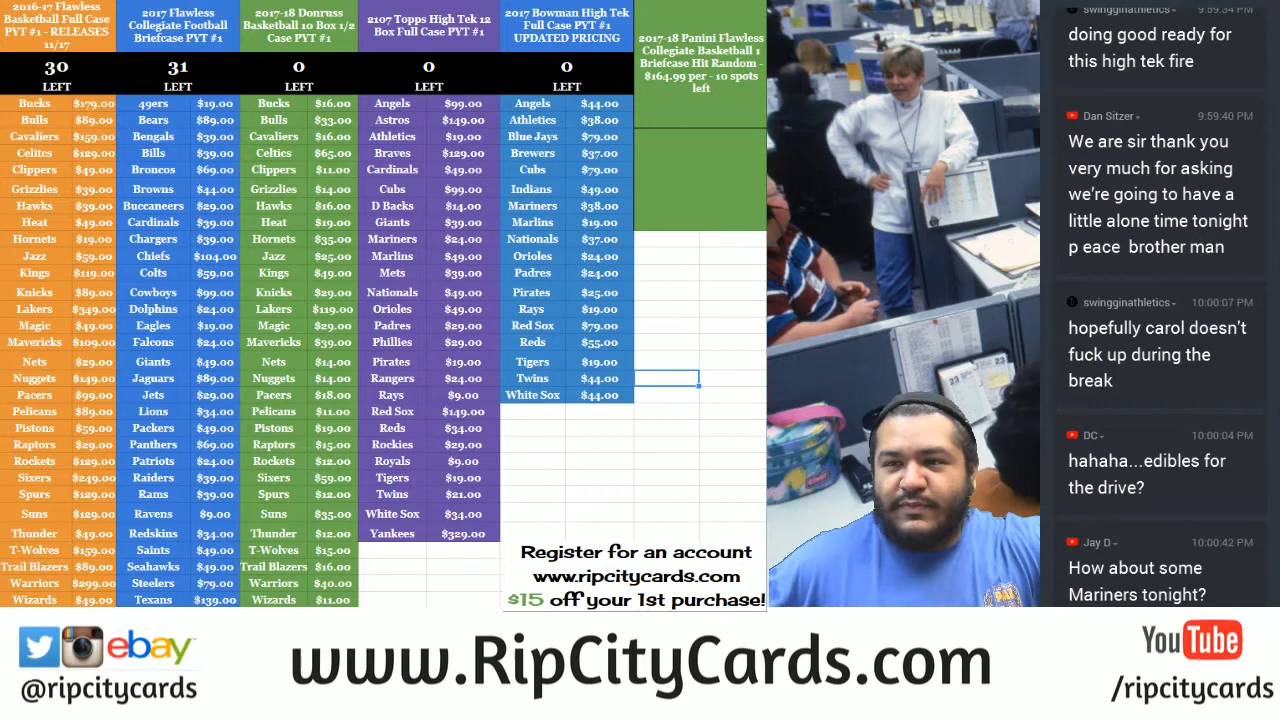 2016-17 Flawless
Basketball Full Case
PYT #1 - RELEASES
11/17
30
LEFT
Bucks $179.00
Bulls $89.00
Cavaliers $159.00
Celitcs $129.00
Clippers $49.00
Grizzlies $39.00
Hawks $39.00
Heat $49.00
Hornets $19.00
Jazz $59.00
Kings $119.00
Knicks $89.00
Lakers $349.00
Magic $49.00
Mavericks $109.00
Nets $29.00
Nuggets $149.00
Pacers $99.00
Pelicans $89.00
Pistons $59.00
Raptors $29.00
Rockets $129.00
Sixers $249.00
Spurs $129.00
Suns $129.00
Thunder $49.00
T-Wolves $159.00
Trail Blazers $89.00
Warriors $299.00
Wizards $49.00
2017 Flawless
Collegiate Football
Briefcase PYT #1
31
LEFT
49ers $19.00
Bears $89.00
Bengals $39.00
Bills $39.00
Broncos $69.00
Browns $44.00
Buccaneers $29.00
Cardinals $39.00
Chargers $39.00
Chiefs $104.00
Colts $59.00
Cowboys $99.00
Dolphins $24.00
Eagles $19.00
Falcons $24.00
Giants $49.00
Jaguars $89.00
Jets $29.00
Lions $34.00
Packers $49.00
Panthers $69.00
Patriots $24.00
Raiders $39.00
Rams $39.00
Ravens $9.00
Redskins $34.00
Saints $49.00
Seahawks $49.00
Steelers $79.00
Texans $139.00
2017-18 Donruss
Basketball 10 Box 1/2
Case PYT #1
0
LEFT
Bucks $16.00
Bulls $33.00
Cavaliers $16.00
Celtics $65.00
Clippers $11.00
Grizzlies $14.00
Hawks $16.00
Heat $19.00
Hornets $35.00
Jazz $25.00
Kings $49.00
Knicks $29.00
Lakers $119.00
Magic $29.00
Mavericks $39.00
Nets $14.00
Nuggets $14.00
Pacers $18.00
Pelicans $11.00
Pistons $19.00
Raptors $15.00
Rockets $12.00
Sixers $59.00
Spurs $12.00
Suns $35.00
Thunder $12.00
T-Wolves $15.00
Trail Blazers $16.00
Warriors $40.00
Wizards $11.00
2107 Topps High Tek 12
Box Full Case PYT #1
0
LEFT
Angels $99.00
Astros $149.00
Athletics $19.00
Braves $129.00
Cardinals $49.00
Cubs $99.00
D Backs $14.00
Giants $39.00
Mariners $24.00
Marlins $49.00
Mets $39.00
Nationals $49.00
Orioles $49.00
Padres $29.00
Phillies $29.00
Pirates $19.00
Rangers $24.00
Rays $9.00
Red Sox $149.00
Reds $34.00
Rockies $29.00
Royals $9.00
Tigers $19.00
Twins $21.00
White Sox $34.00
Yankees $329.00
2017 Bowman High Tek
Full Case PYT #1
UPDATED PRICING
0
LEFT
Angels $44.00
Athletics $38.00
Blue Jays $79.00
Brewers $37.00
Cubs $79.00
Indians $49.00
Mariners $38.00
Marlins $19.00
Nationals $37.00
Orioles $24.00
Padres $24.00
Pirates $25.00
Rays $19.00
Red Sox $79.00
Reds $55.00
Tigers $19.00
Twins $44.00
White Sox $44.00
2017-18 Panini Flawless
Collegiate Basketball 1
Briefcase Hit Random -
$164.99 per - 10 spots
left
Register for an account
www.ripcitycards.com
$15 off your 1st purchase!
23
23
swingginathletics 9:59:34 PM
doing good ready for
this high tek fire
Dan Sitzer 9:59:40 PM
We are sir thank you
very much for asking
we're going to have a
little alone time tonight
p eace brother man
swingginathletics 10:00:07 PM
hopefully carol doesn't
fuck up during the
break
DC 10:00:04 PM
hahaha...edibles for
the drive?
Jay D 10:00:42 PM
How about some
Mariners tonight?
ebay
@ripcitycards
www.RipCityCards.com
YouTube
/ripcitycards